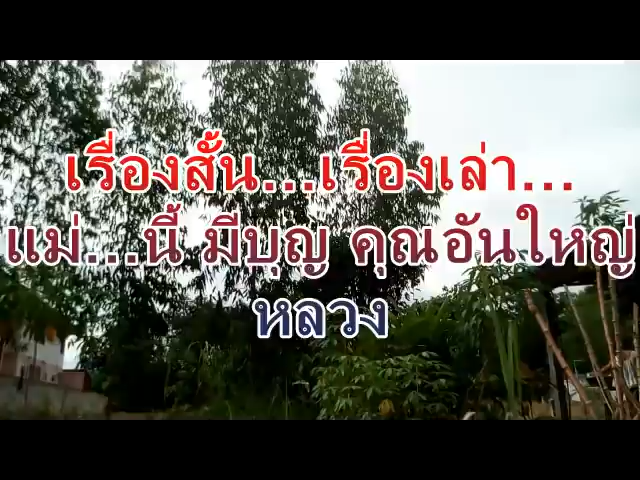 เรื่องสั้น...เรื่องเล่า...
แม่...นี้ มีบุญ คุณอันใหญ่
หลวง